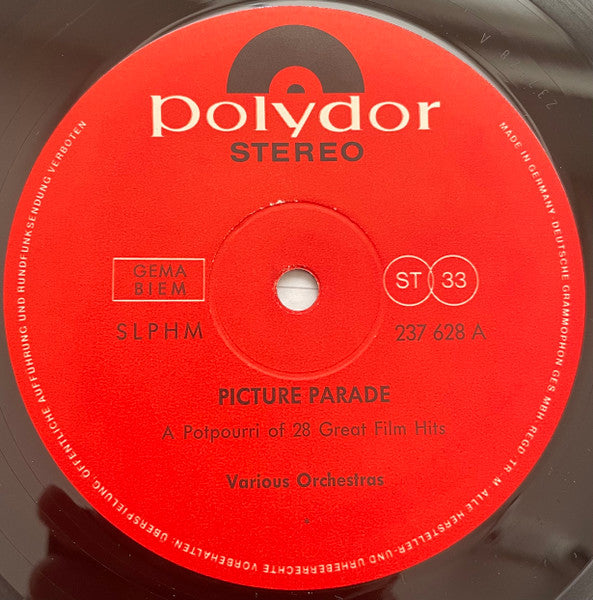 polydor
STEREO
GEMA
BIEM
ST 33
SLPHM
237 628 A
PICTURE PARADE
A Potpourri of 28 Great Film Hits
Various Orchestras
*
MADE IN GERMANY. DEUTSCHE GRAMMOPHON GES. MBH. REGD. TR. M. ALLE HERSTELLER- UND URHEBERRECHTE VORBEHALTEN. ÜBERSPIELUNG, ÖFFENTLICHE AUFFÜHRUNG UND RUNDFUNKSENDUNG VERBOTEN